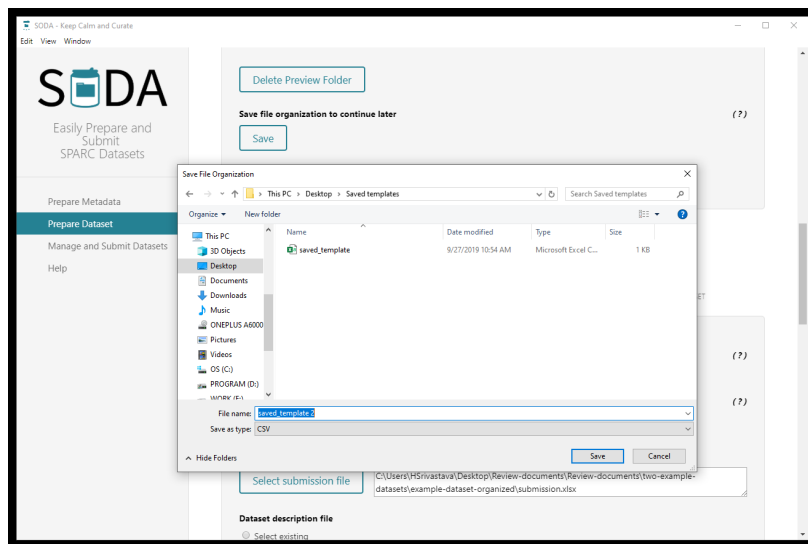 SODA - Keep Calm and Curate
Edit View Window
SODA
Easily Prepare and
Submit
SPARC Datasets
Prepare Metadata
Prepare Dataset
Manage and Submit Datasets
Help
Delete Preview Folder
Save file organization to continue later
(?)
Save
Save File Organization
This PC > Desktop > Saved templates
Search Saved templates
Organize
New folder
Name
Date modified
Type
Size
This PC
3D Objects
Desktop
Documents
Downloads
Music
ONEPLUS A6000
Pictures
Videos
OS (C:)
PROGRAM (D:)
WORK (E:)
saved_template
9/27/2019 10:54 AM
Microsoft Excel C...
1 KB
File name:
saved_template 2
Save as type:
CSV
Hide Folders
Save
Cancel
ET
(?)
(?)
Select submission file
C:\Users\HSrivastava\Desktop\Review-documents\Review-documents\two-example-
datasets\example-dataset-organized\submission.xlsx
Dataset description file
Select existing